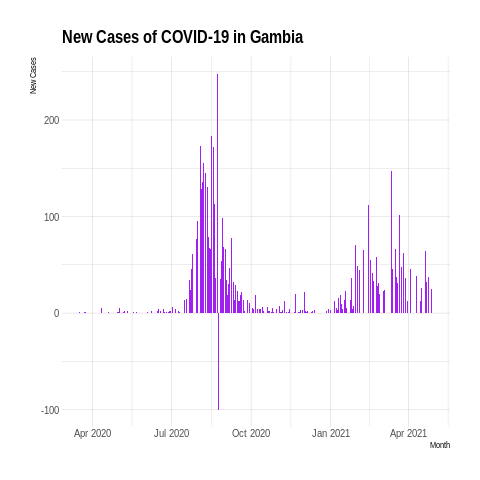 New Cases of COVID-19 in Gambia
New Cases
200
100
0
-100
Apr 2020
Jul 2020
Oct 2020
Jan 2021
Apr 2021
Month